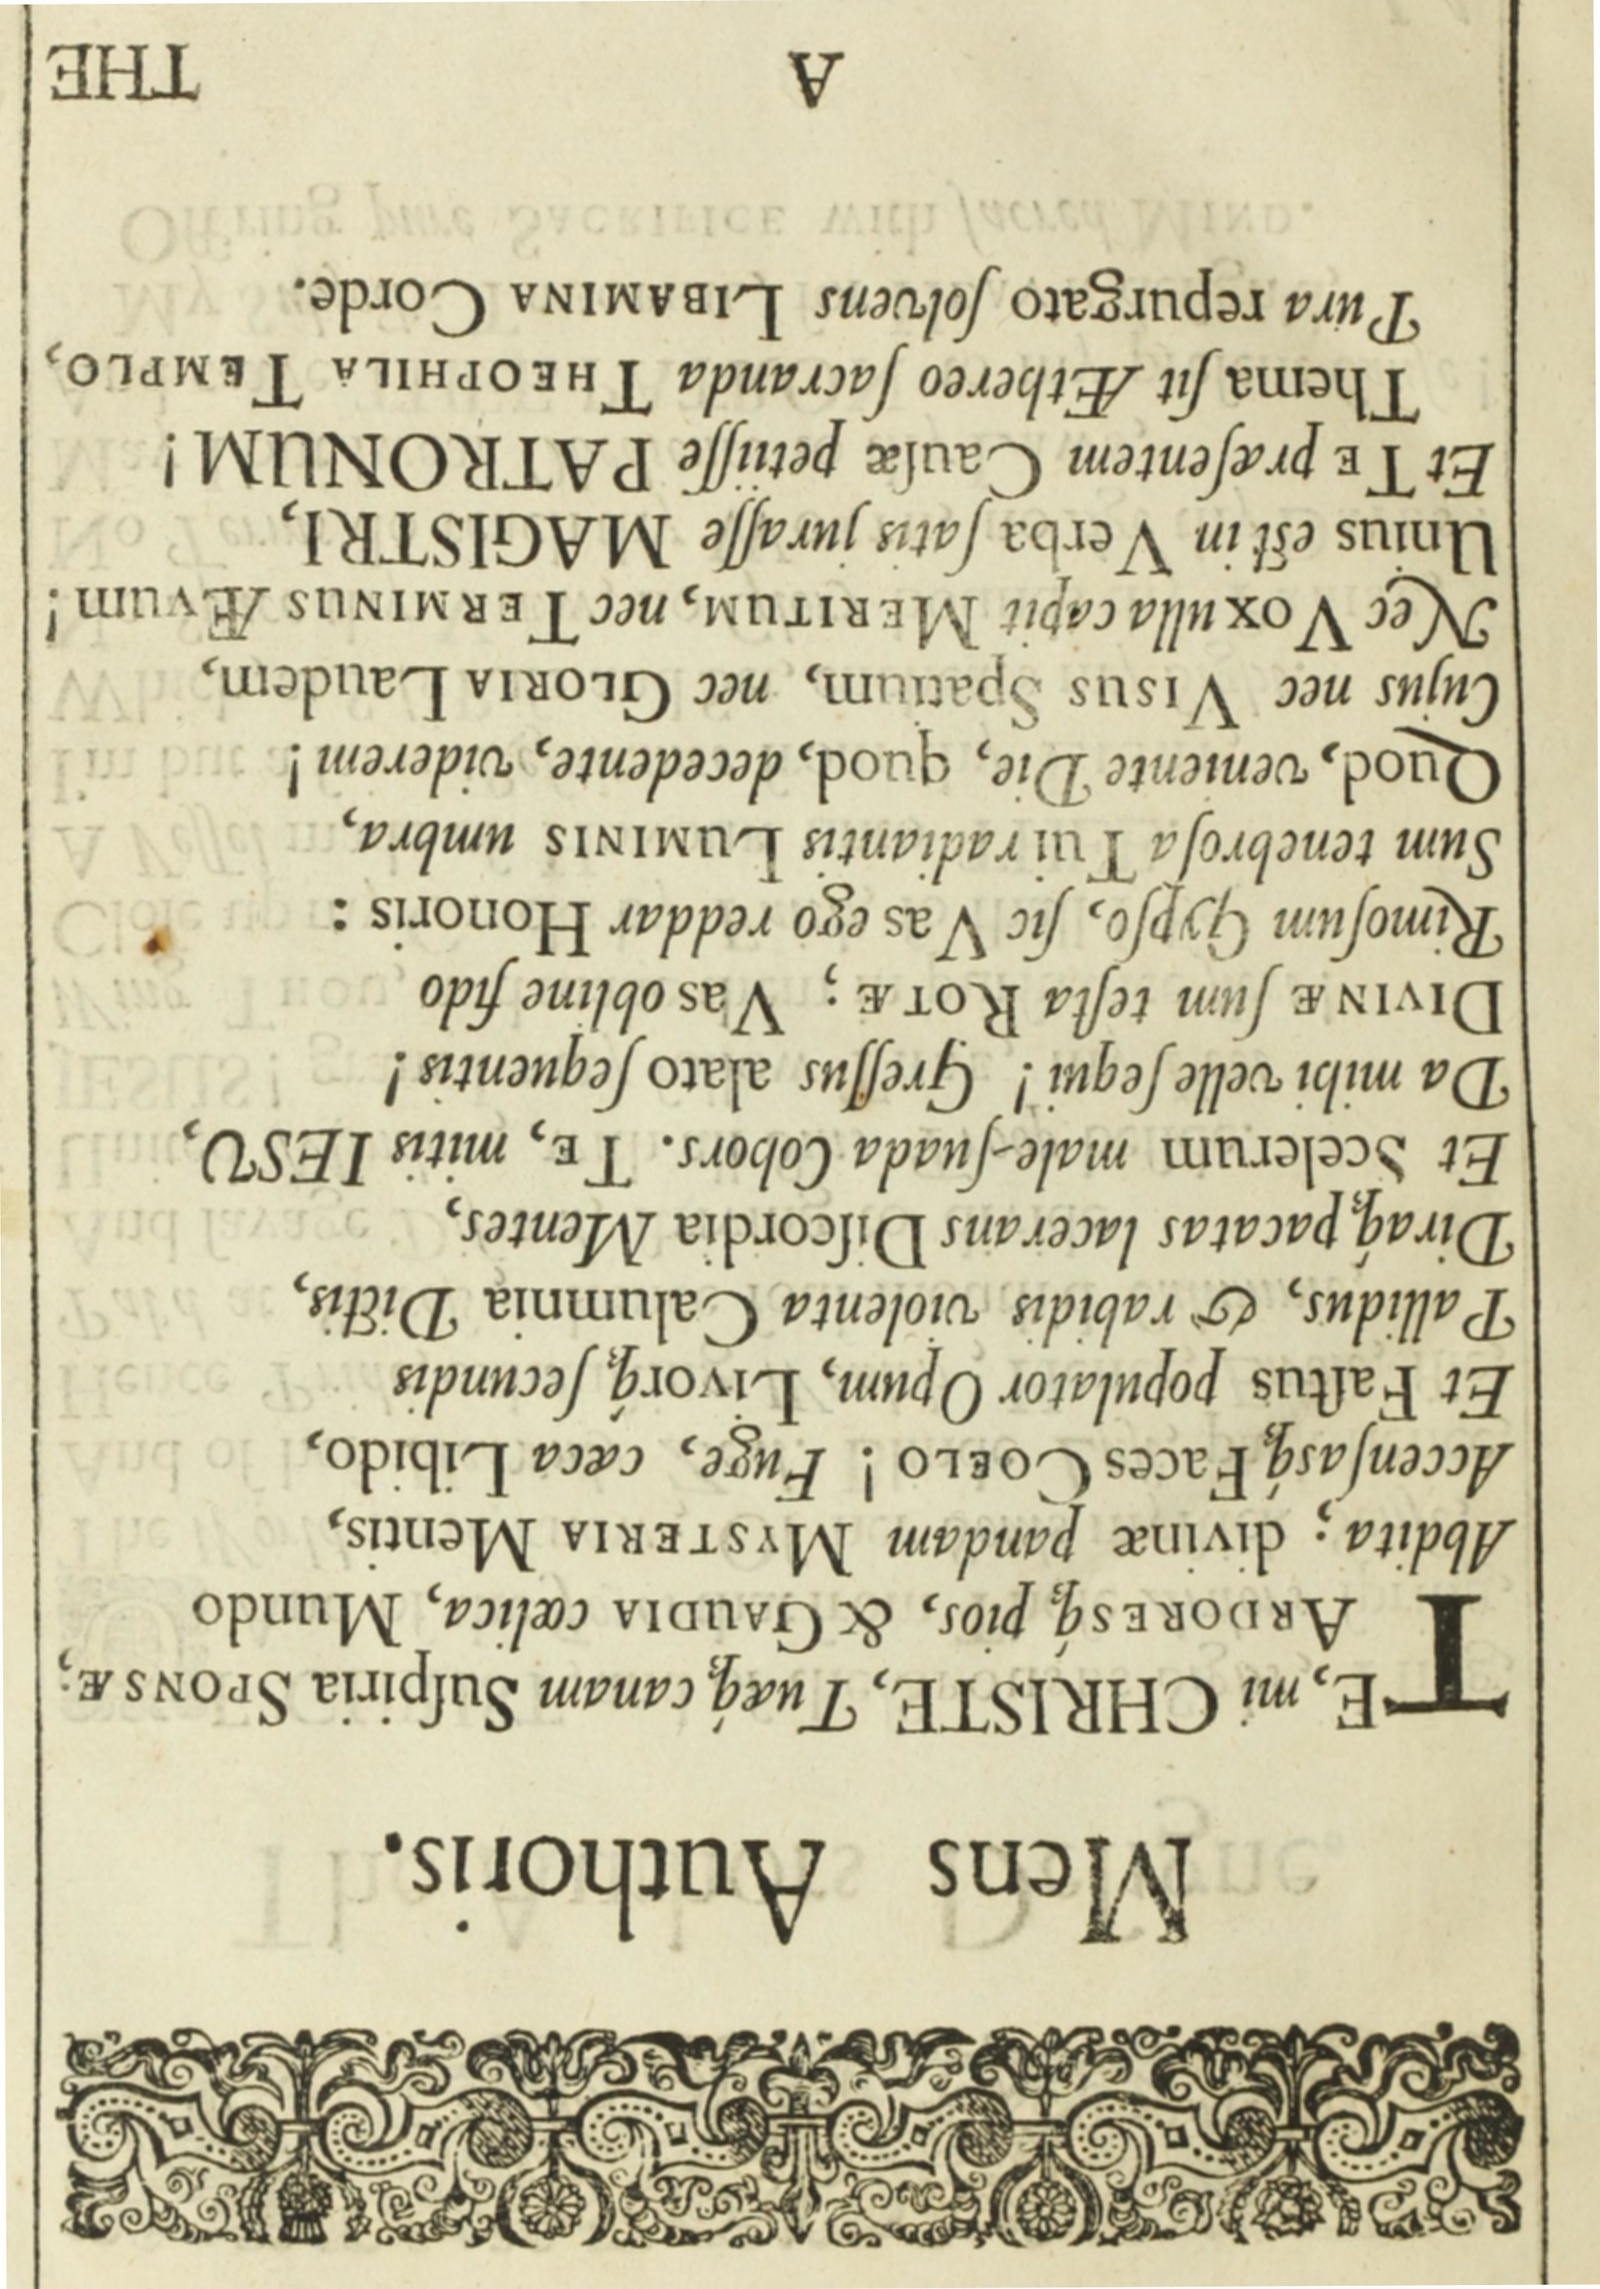 Mens Authoris.
TE, mi CHRISTE, Tuæq́; canam Suſpiria SPONSÆ;
ARDORESq́; pios, & GAUDIA cœlica, Mundo
Abdita; divinæ pandam MYSTERIA Mentis,
Accenſasq́; Faces COELO! Fuge, cæca Libido,
Et Faſtus populator Opum, Livorq́; ſecundis
Pallidus, & rabidis violenta Calumnia Dictis,
Diraq́; pacatas lacerans Diſcordia Mentes,
Et Scelerum male-ſuada Cohors. TE, mitis IESU,
Da mihi velle ſequi! Greſſus alato ſequentis!
DIVINÆ ſum teſta ROTÆ; Vas obline fido
Rimoſum Gypſo, ſic Vas ego reddar Honoris:
Sum tenebroſa Tui radiantis LUMINIS umbra,
Quod, veniente Die, quod, decedente, viderem!
Cujus nec VISUS Spatium, nec GLORIA Laudem,
Nec VOX ulla capit MERITUM, nec TERMINUS Ævum!
Unius eſt in Verba ſatis juraſſe MAGISTRI,
Et TE præſentem Cauſæ petiiſſe PATRONUM!
Thema ſit Æthereo ſacranda THEOPHILA TEMPLO,
Pura repurgato ſolvens LIBAMINA Corde.
A THE